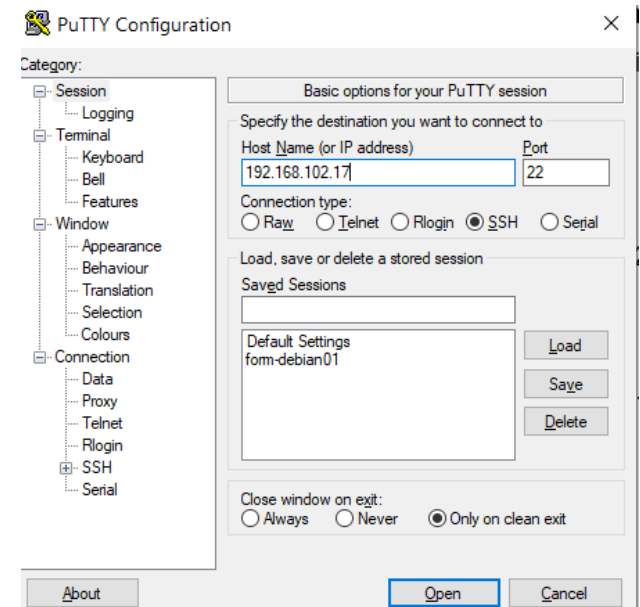 PuTTY Configuration
Category:
Session
Logging
Terminal
Keyboard
Bell
Features
Window
Appearance
Behaviour
Translation
Selection
Colours
Connection
Data
Proxy
Telnet
Rlogin
SSH
Serial
Basic options for your PuTTY session
Specify the destination you want to connect to
Host Name (or IP address) Port
192.168.102.17 22
Connection type:
Raw Telnet Rlogin SSH Serial
Load, save or delete a stored session
Saved Sessions
Default Settings
form-debian01
Load
Save
Delete
Close window on exit:
Always Never Only on clean exit
About Open Cancel